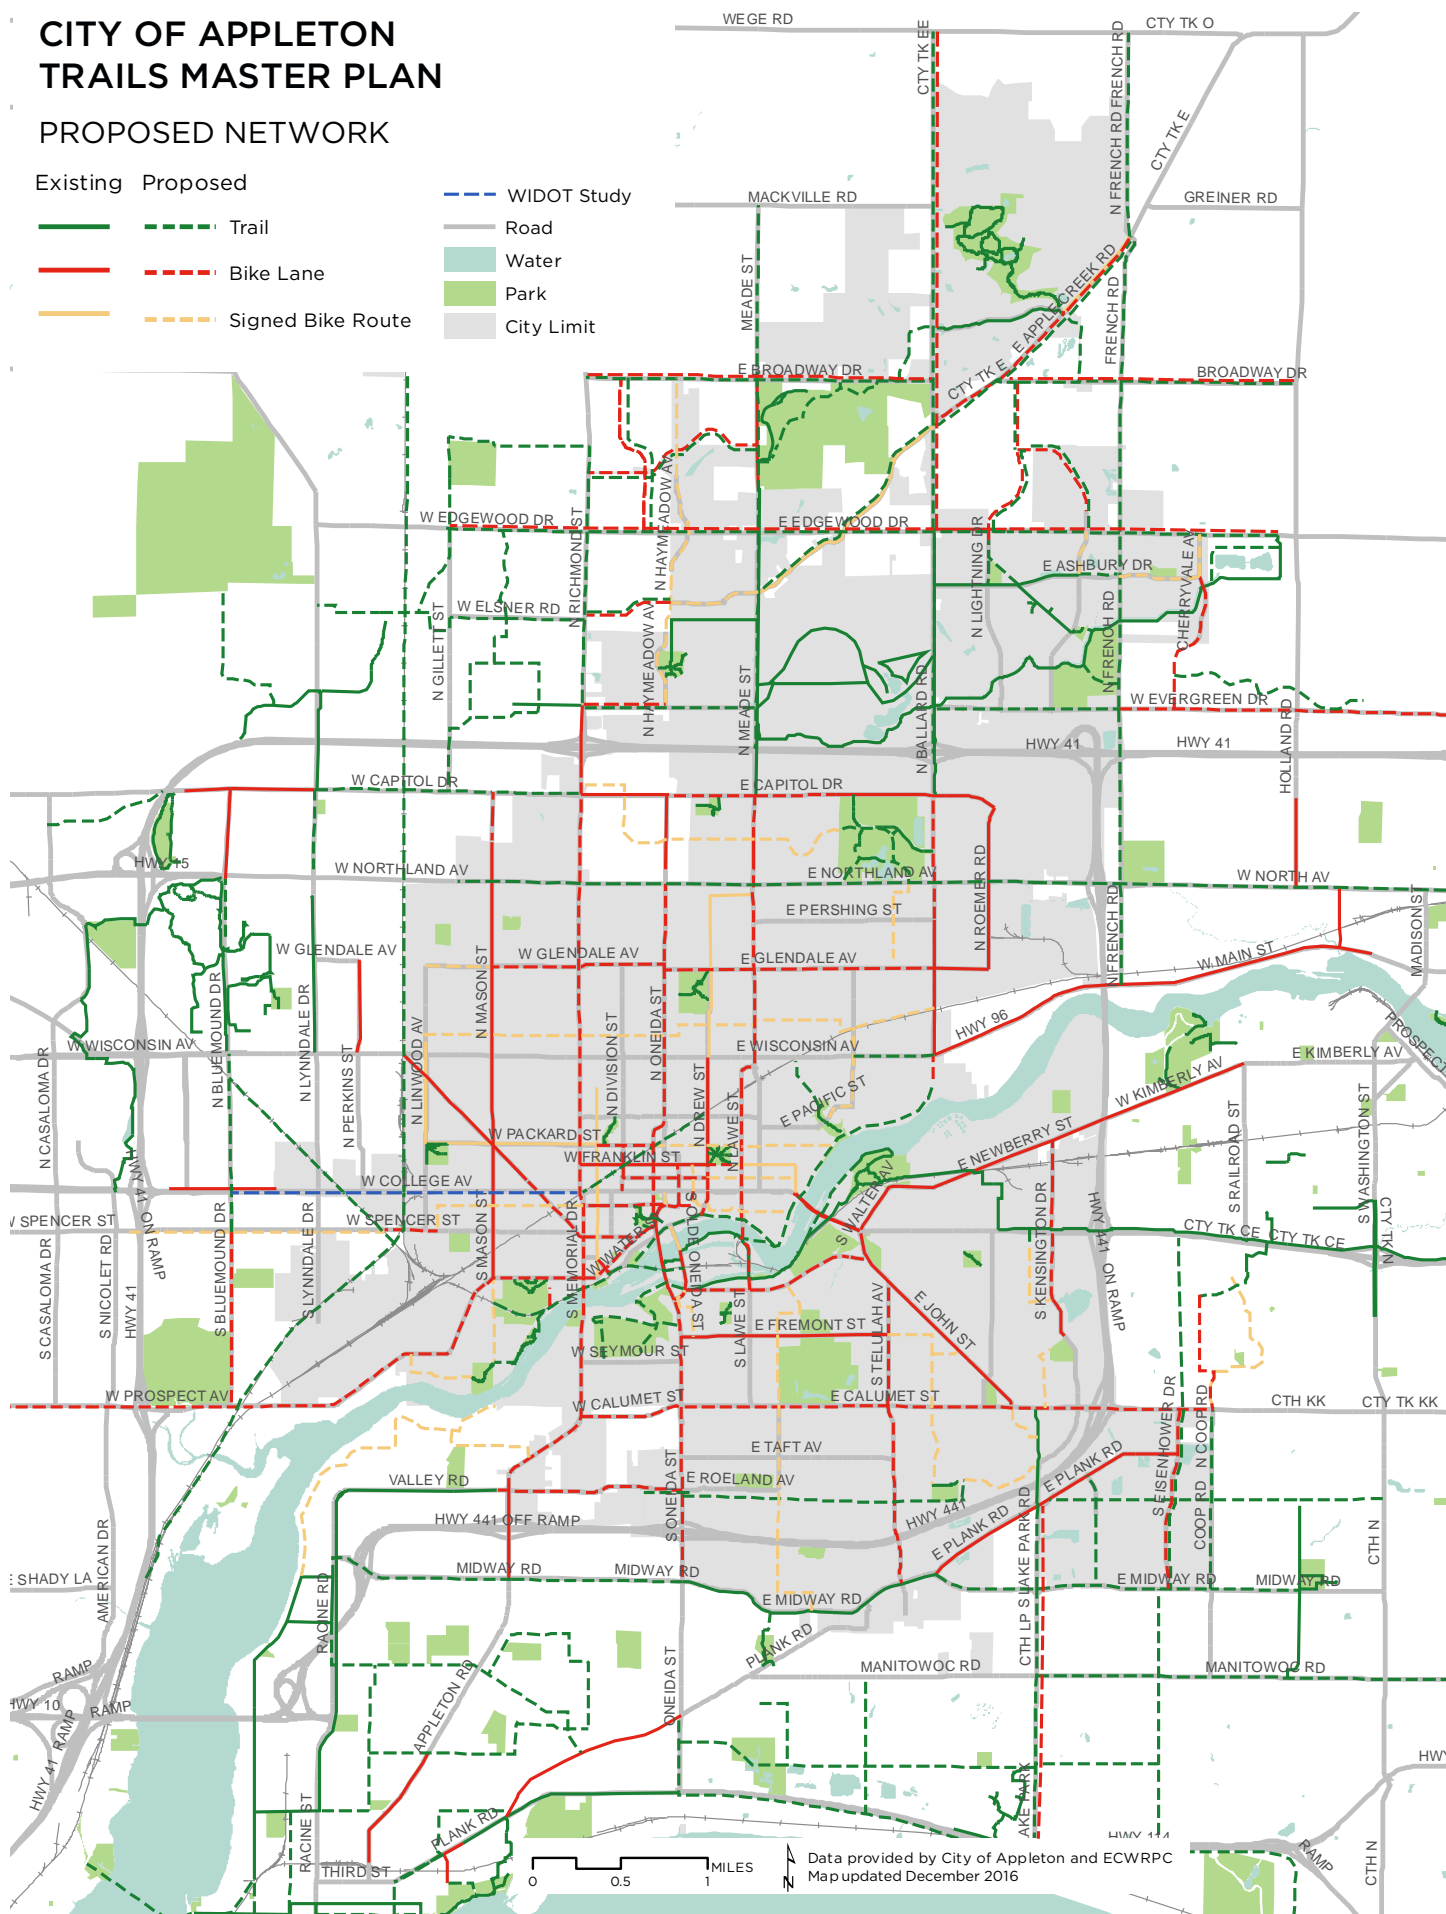 CITY OF APPLETON
TRAILS MASTER PLAN
PROPOSED NETWORK
Existing Proposed
Trail
Bike Lane
Signed Bike Route
WIDOT Study
Road
Water
Park
City Limit
WEGE RD
CTY TK O
CTY TK EE
N FRENCH RD
FRENCH RD
CTY TK E
MACKVILLE RD
GREINER RD
MEADE ST
E APPLE CREEK RD
FRENCH RD
E BROADWAY DR
CTY TK E
BROADWAY DR
W EDGEWOOD DR
E EDGEWOOD DR
N RICHMOND ST
N HAYMEADOW AV
N LIGHTNING DR
E ASHBURY DR
CHERRYVALE AV
W ELSNER RD
N GILLETT ST
N HAYMEADOW AV
N MEADE ST
N BALLARD RD
N FRENCH RD
W EVERGREEN DR
HOLLAND RD
HWY 41
HWY 41
W CAPITOL DR
E CAPITOL DR
HWY 15
W NORTHLAND AV
E NORTHLAND AV
W NORTH AV
E PERSHING ST
N ROEMER RD
N FRENCH RD
MADISON ST
W GLENDALE AV
W GLENDALE AV
E GLENDALE AV
W MAIN ST
N BLUEMOUND DR
N LYNNDALE DR
N MASON ST
N DIVISION ST
N ONEIDA ST
HWY 96
PROSPECT
W WISCONSIN AV
E WISCONSIN AV
E KIMBERLY AV
N CASALOMA DR
N PERKINS ST
N LINWOOD AV
N DREW ST
N LAWE ST
E PACIFIC ST
W KIMBERLY AV
W PACKARD ST
W FRANKLIN ST
E NEWBERRY ST
S RAILROAD ST
S WASHINGTON ST
W COLLEGE AV
HWY 41 ON RAMP
W SPENCER ST
W SPENCER ST
S WALTER AV
CTY TK CE
CTY TK CE
CTY TK N
S CASALOMA DR
S NICOLET RD
HWY 41
S BLUEMOUND DR
S LYNNDALE DR
S MASON ST
S MEMORIAL DR
W WATER ST
S OLDE ONEIDA ST
S LAWE ST
S KENSINGTON DR
HWY 441 ON RAMP
E FREMONT ST
E JOHN ST
W SEYMOUR ST
S TELULAH AV
W PROSPECT AV
W CALUMET ST
E CALUMET ST
CTH KK
CTY TK KK
E TAFT AV
S EISENHOWER DR
N COOP RD
VALLEY RD
S ONEIDA ST
E ROELAND AV
E PLANK RD
HWY 441 OFF RAMP
HWY 441
E PLANK RD
S LAKE PARK RD
COOP RD
CTH N
AMERICAN DR
E SHADY LA
MIDWAY RD
MIDWAY RD
E MIDWAY RD
E MIDWAY RD
MIDWAY RD
RACINE RD
CTH LP
PLANK RD
MANITOWOC RD
MANITOWOC RD
RAMP
HWY 10
RAMP
RAMP
HWY 41
APPLETON RD
ONEIDA ST
HWY
RACINE ST
PLANK RD
THIRD ST
AKE PARK
HWY 114
RAMP
CTH N
0 0.5 1 MILES
N
Data provided by City of Appleton and ECWRPC
Map updated December 2016